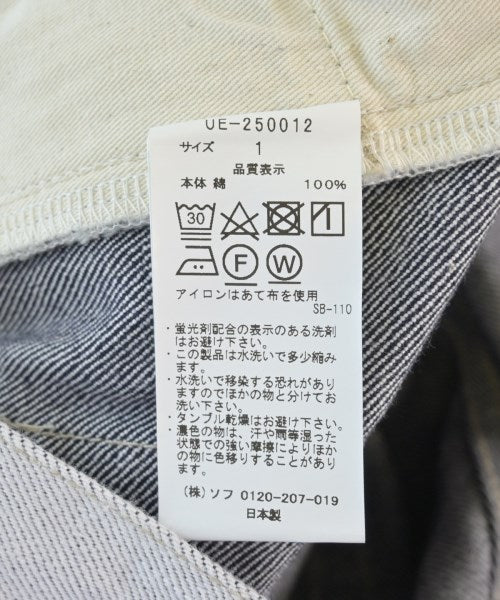 UE-250012
サイズ 1
品質表示
本体 綿 100%
30
F W
アイロンはあて布を使用
SB-110
・蛍光剤配合の表示のある洗剤
はお避け下さい。
・この製品は水洗いで多少縮み
ます。
・水洗いで移染する恐れがあり
ますのでほかの物と分けてお
洗い下さい。
・タンブル乾燥はお避け下さい。
・濃色の物は、汗や雨等湿った
状態での強い摩擦によりほか
の物に色移りすることがあり
ます。
(株)ソフ 0120-207-019
日本製